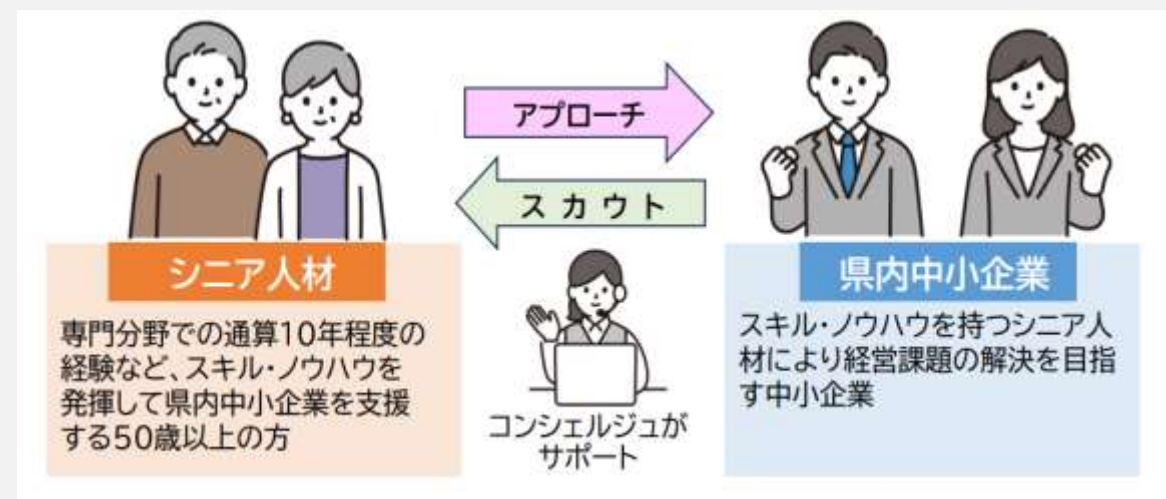 アプローチ
スカウト
シニア人材
専門分野での通算10年程度の
経験など、スキル・ノウハウを
発揮して県内中小企業を支援
する50歳以上の方
コンシェルジュが
サポート
県内中小企業
スキル・ノウハウを持つシニア人
材により経営課題の解決を目指
す中小企業